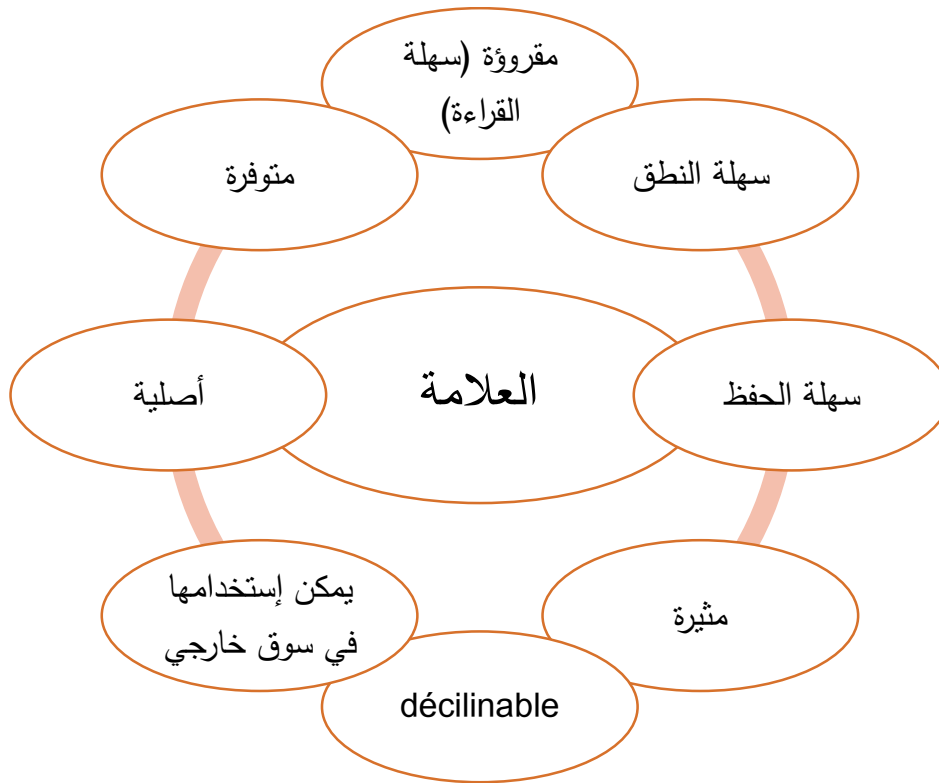 مقروؤة (سهلة
القراءة)
سهلة النطق
متوفرة
العلامة
سهلة الحفظ
أصلية
مثيرة
يمكن إستخدامها
في سوق خارجي
décilinable